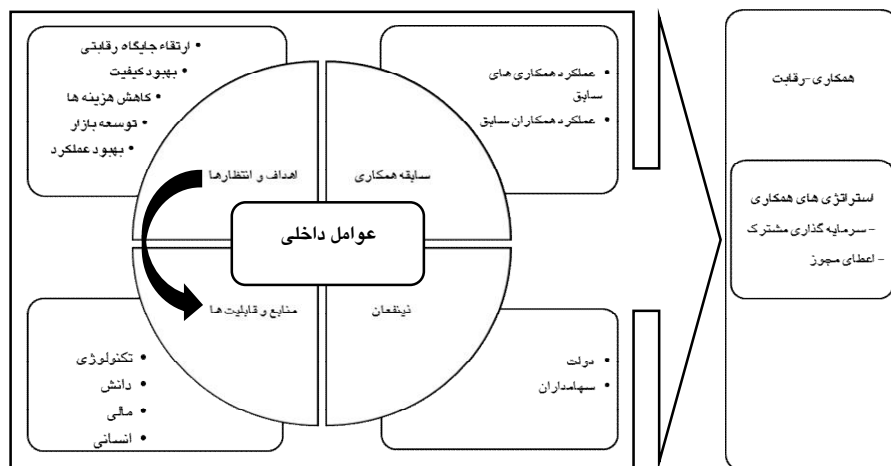 • عملکرد همکاری های
سابق
• عملکرد همکاران سابق
سابقه همکاری
• ارتقاء جایگاه رقابتی
• بهبود کیفیت
• کاهش هزینه ها
• توسعه بازار
• بهبود عملکرد
اهداف و انتظارها
عوامل داخلی
ذینفعان
• دولت
• سهامداران
منابع و قابلیت ها
• تکنولوژی
• دانش
• مالی
• انسانی
همکاری-رقابت
استراتژی های همکاری
- سرمایه گذاری مشترک
- اعطای مجوز